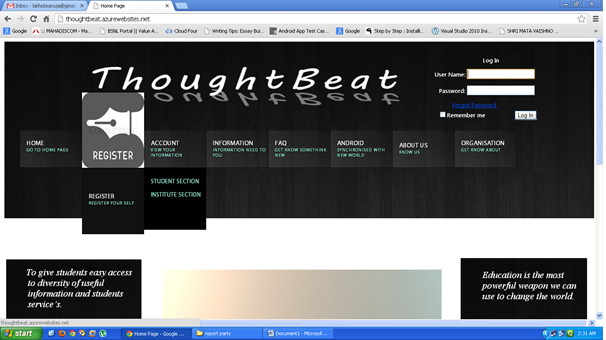 Inbox - lakhoteanuja@gmai
Home Page
thoughtbeat.azurewebsites.net
Google
:: MAHADISCOM - Ma
BSNL Portal || Value A
Cloud Four
Writing Tips: Essay Bui
Android App Test Cas
Google
Step by Step : Installi
Visual Studio 2010 Ins
SHRI MATA VAISHNO
ThoughtBeat
Log In
User Name:
Password:
Forget Password
Remember me
Log In
REGISTER
HOME
GO TO HOME PAGE
ACCOUNT
VIEW YOUR
INFORMATION
INFORMATION
INFORMATION NEED TO
YOU
FAQ
GET KNOW SOMETHINK
NEW
ANDROID
SYNCHRONISED WITH
NEW WORLD
ABOUT US
KNOW US
ORGANISATION
GET KNOW ABOUT
REGISTER
REGISTER YOUR SELF
STUDENT SECTION
INSTITUTE SECTION
To give students easy access
to diversity of useful
information and students
service's.
Education is the most
powerful weapon we can
use to change the world.
thoughtbeat.azurewebsites.net
start
Home Page - Google ...
report parts
Document1 - Microsof...
2:31 AM